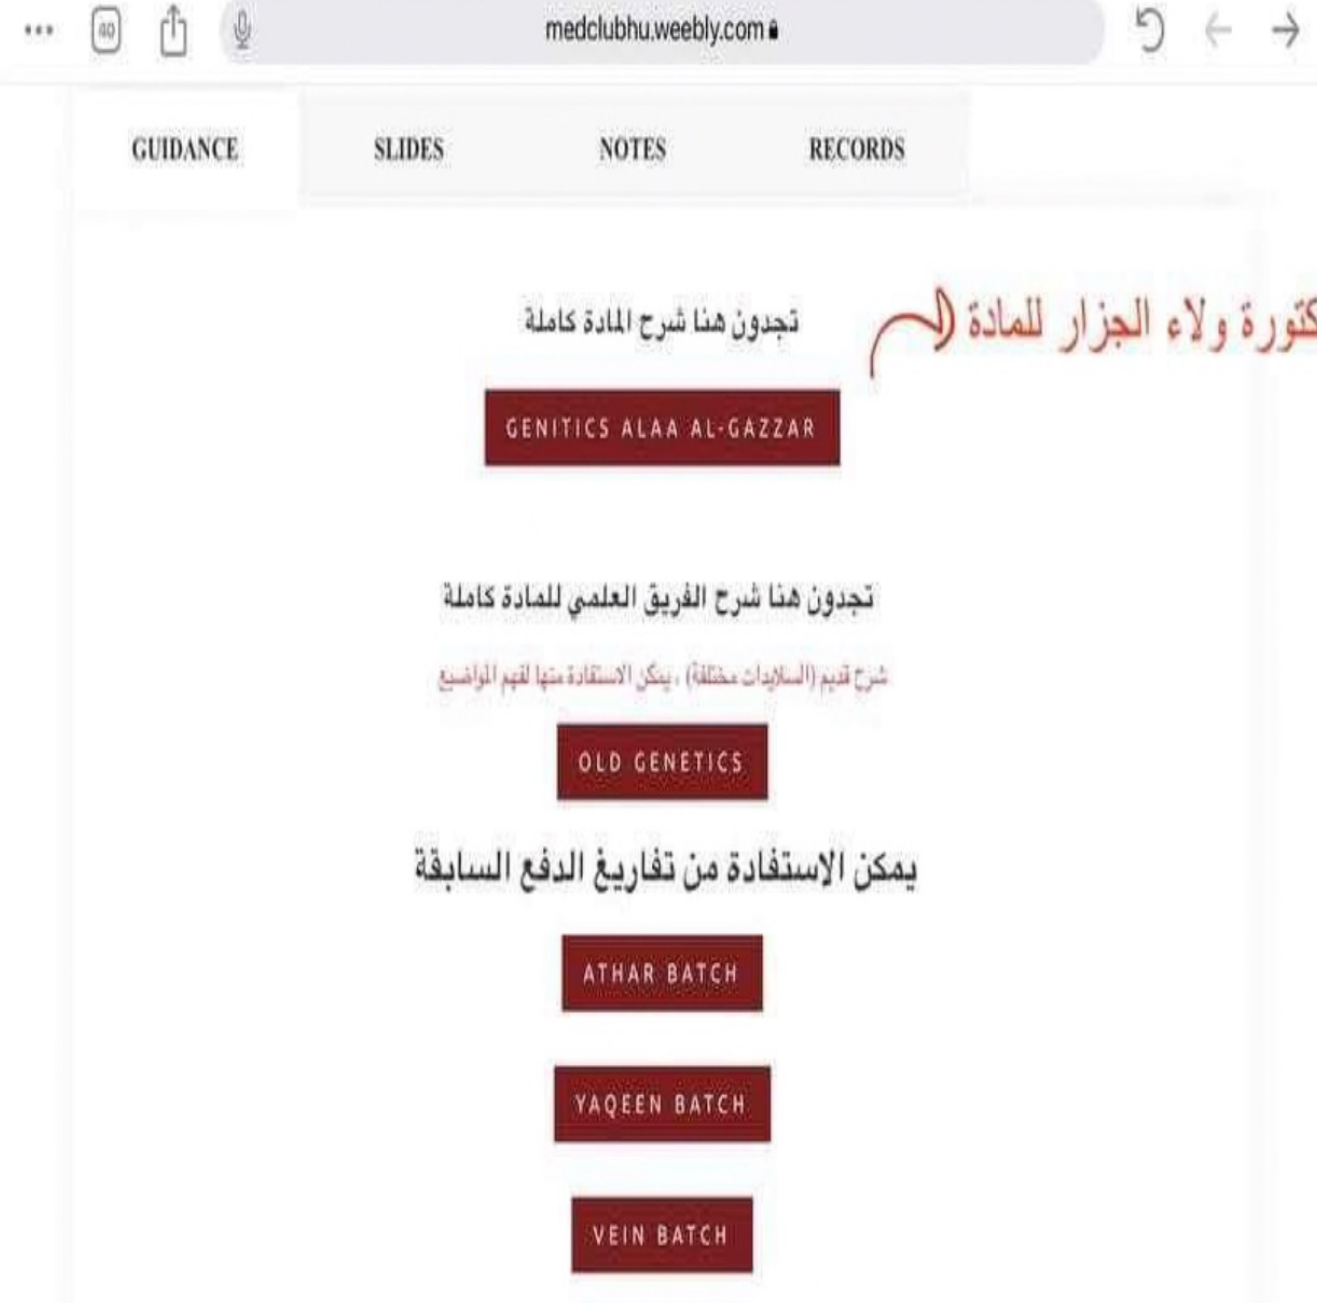 40
medclubhu.weebly.com
GUIDANCE SLIDES NOTES RECORDS
كتورة ولاء الجزار للمادة
تجدون هنا شرح المادة كاملة
GENITICS ALAA AL-GAZZAR
تجدون هنا شرح الفريق العلمي للمادة كاملة
شرح قديم (السلايدات مختلفة) ، يمكن الاستفادة منها لفهم المواضيع
OLD GENETICS
يمكن الاستفادة من تفاريغ الدفع السابقة
ATHAR BATCH
YAQEEN BATCH
VEIN BATCH